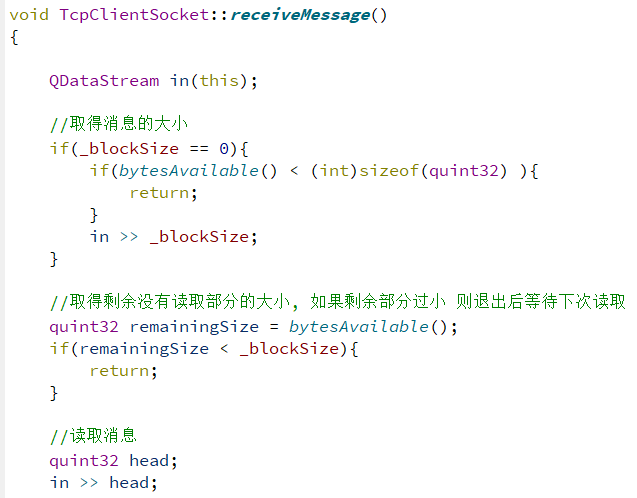 void TcpClientSocket::receiveMessage()
{
QDataStream in(this);
//取得消息的大小
if(_blockSize == 0){
if(bytesAvailable() < (int)sizeof(quint32) ){
return;
}
in >> _blockSize;
}
//取得剩余没有读取部分的大小, 如果剩余部分过小 则退出后等待下次读取
quint32 remainingSize = bytesAvailable();
if(remainingSize < _blockSize){
return;
}
//读取消息
quint32 head;
in >> head;